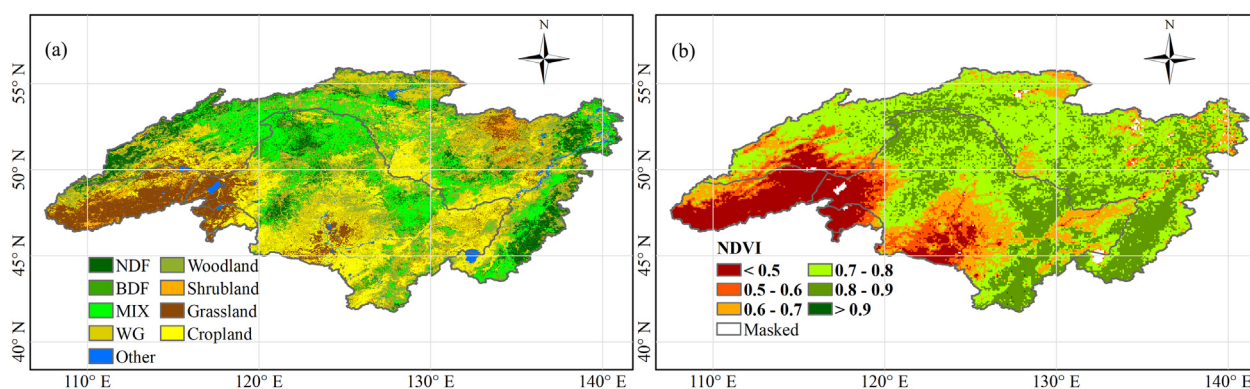 (a)
N
55° N
50° N
45° N
40° N
NDF
Woodland
BDF
Shrubland
MIX
Grassland
WG
Cropland
Other
110° E
120° E
130° E
140° E
(b)
N
55° N
50° N
45° N
40° N
NDVI
< 0.5
0.7 - 0.8
0.5 - 0.6
0.8 - 0.9
0.6 - 0.7
> 0.9
Masked
110° E
120° E
130° E
140° E